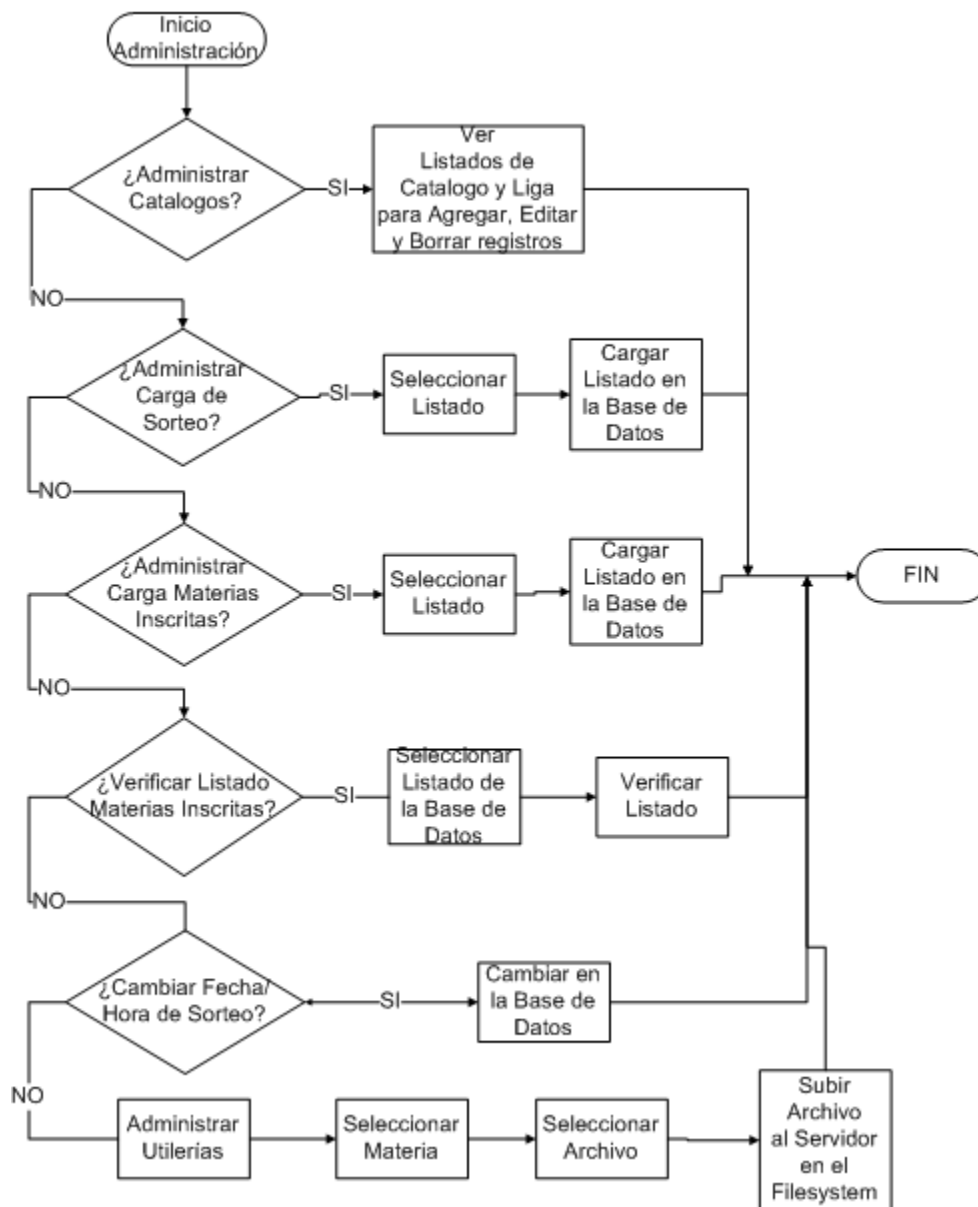 Inicio
Administración
¿Administrar
Catalogos?
SI
Ver
Listados de
Catalogo y Liga
para Agregar, Editar
y Borrar registros
NO
¿Administrar
Carga de
Sorteo?
SI
Seleccionar
Listado
Cargar
Listado en
la Base de
Datos
NO
¿Administrar
Carga Materias
Inscritas?
SI
Seleccionar
Listado
Cargar
Listado en
la Base de
Datos
FIN
NO
¿Verificar Listado
Materias Inscritas?
SI
Seleccionar
Listado de
la Base de
Datos
Verificar
Listado
NO
¿Cambiar Fecha/
Hora de Sorteo?
SI
Cambiar en
la Base de
Datos
NO
Administrar
Utilerías
Seleccionar
Materia
Seleccionar
Archivo
Subir
Archivo
al Servidor
en el
Filesystem